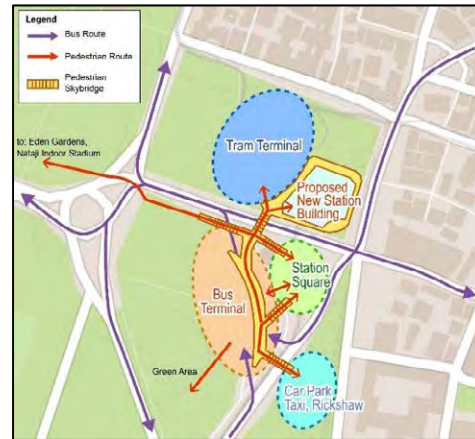 Legend
Bus Route
Pedestrian Route
Pedestrian
Skybridge
to: Eden Gardens,
Nafaji Indoor Stadium
Tram Terminal
Proposed
New Station
Building
Station
Square
Bus
Terminal
Green Area
Car Park
Taxi, Rickshaw